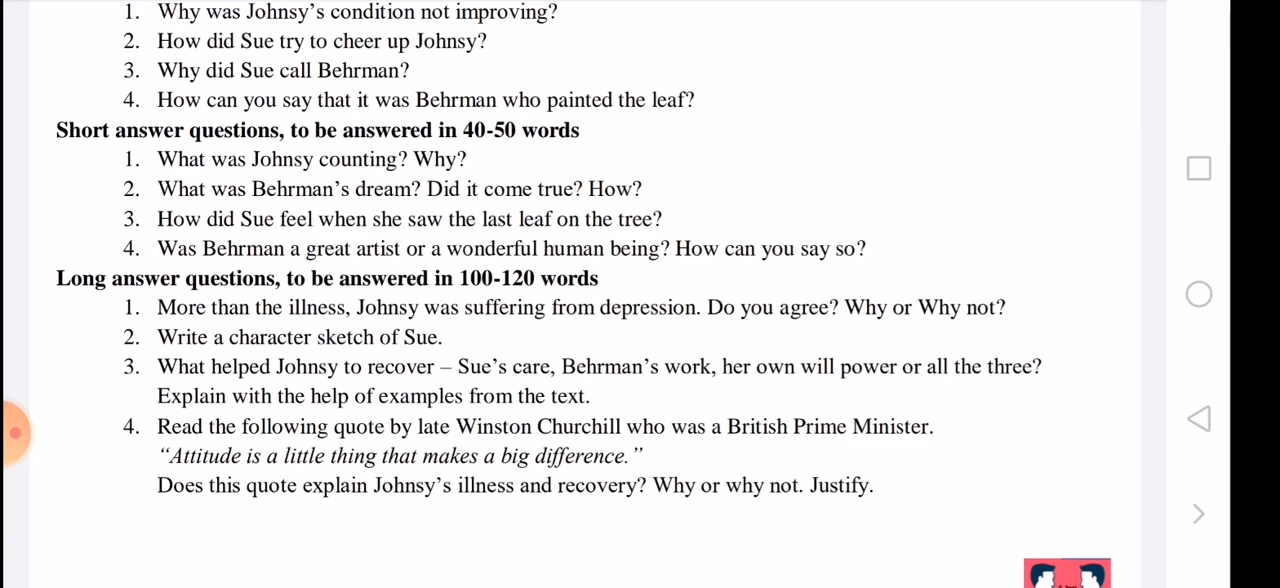 1. Why was Johnsy’s condition not improving?
2. How did Sue try to cheer up Johnsy?
3. Why did Sue call Behrman?
4. How can you say that it was Behrman who painted the leaf?
Short answer questions, to be answered in 40-50 words
1. What was Johnsy counting? Why?
2. What was Behrman’s dream? Did it come true? How?
3. How did Sue feel when she saw the last leaf on the tree?
4. Was Behrman a great artist or a wonderful human being? How can you say so?
Long answer questions, to be answered in 100-120 words
1. More than the illness, Johnsy was suffering from depression. Do you agree? Why or Why not?
2. Write a character sketch of Sue.
3. What helped Johnsy to recover – Sue’s care, Behrman’s work, her own will power or all the three?
Explain with the help of examples from the text.
4. Read the following quote by late Winston Churchill who was a British Prime Minister.
“Attitude is a little thing that makes a big difference.”
Does this quote explain Johnsy’s illness and recovery? Why or why not. Justify.